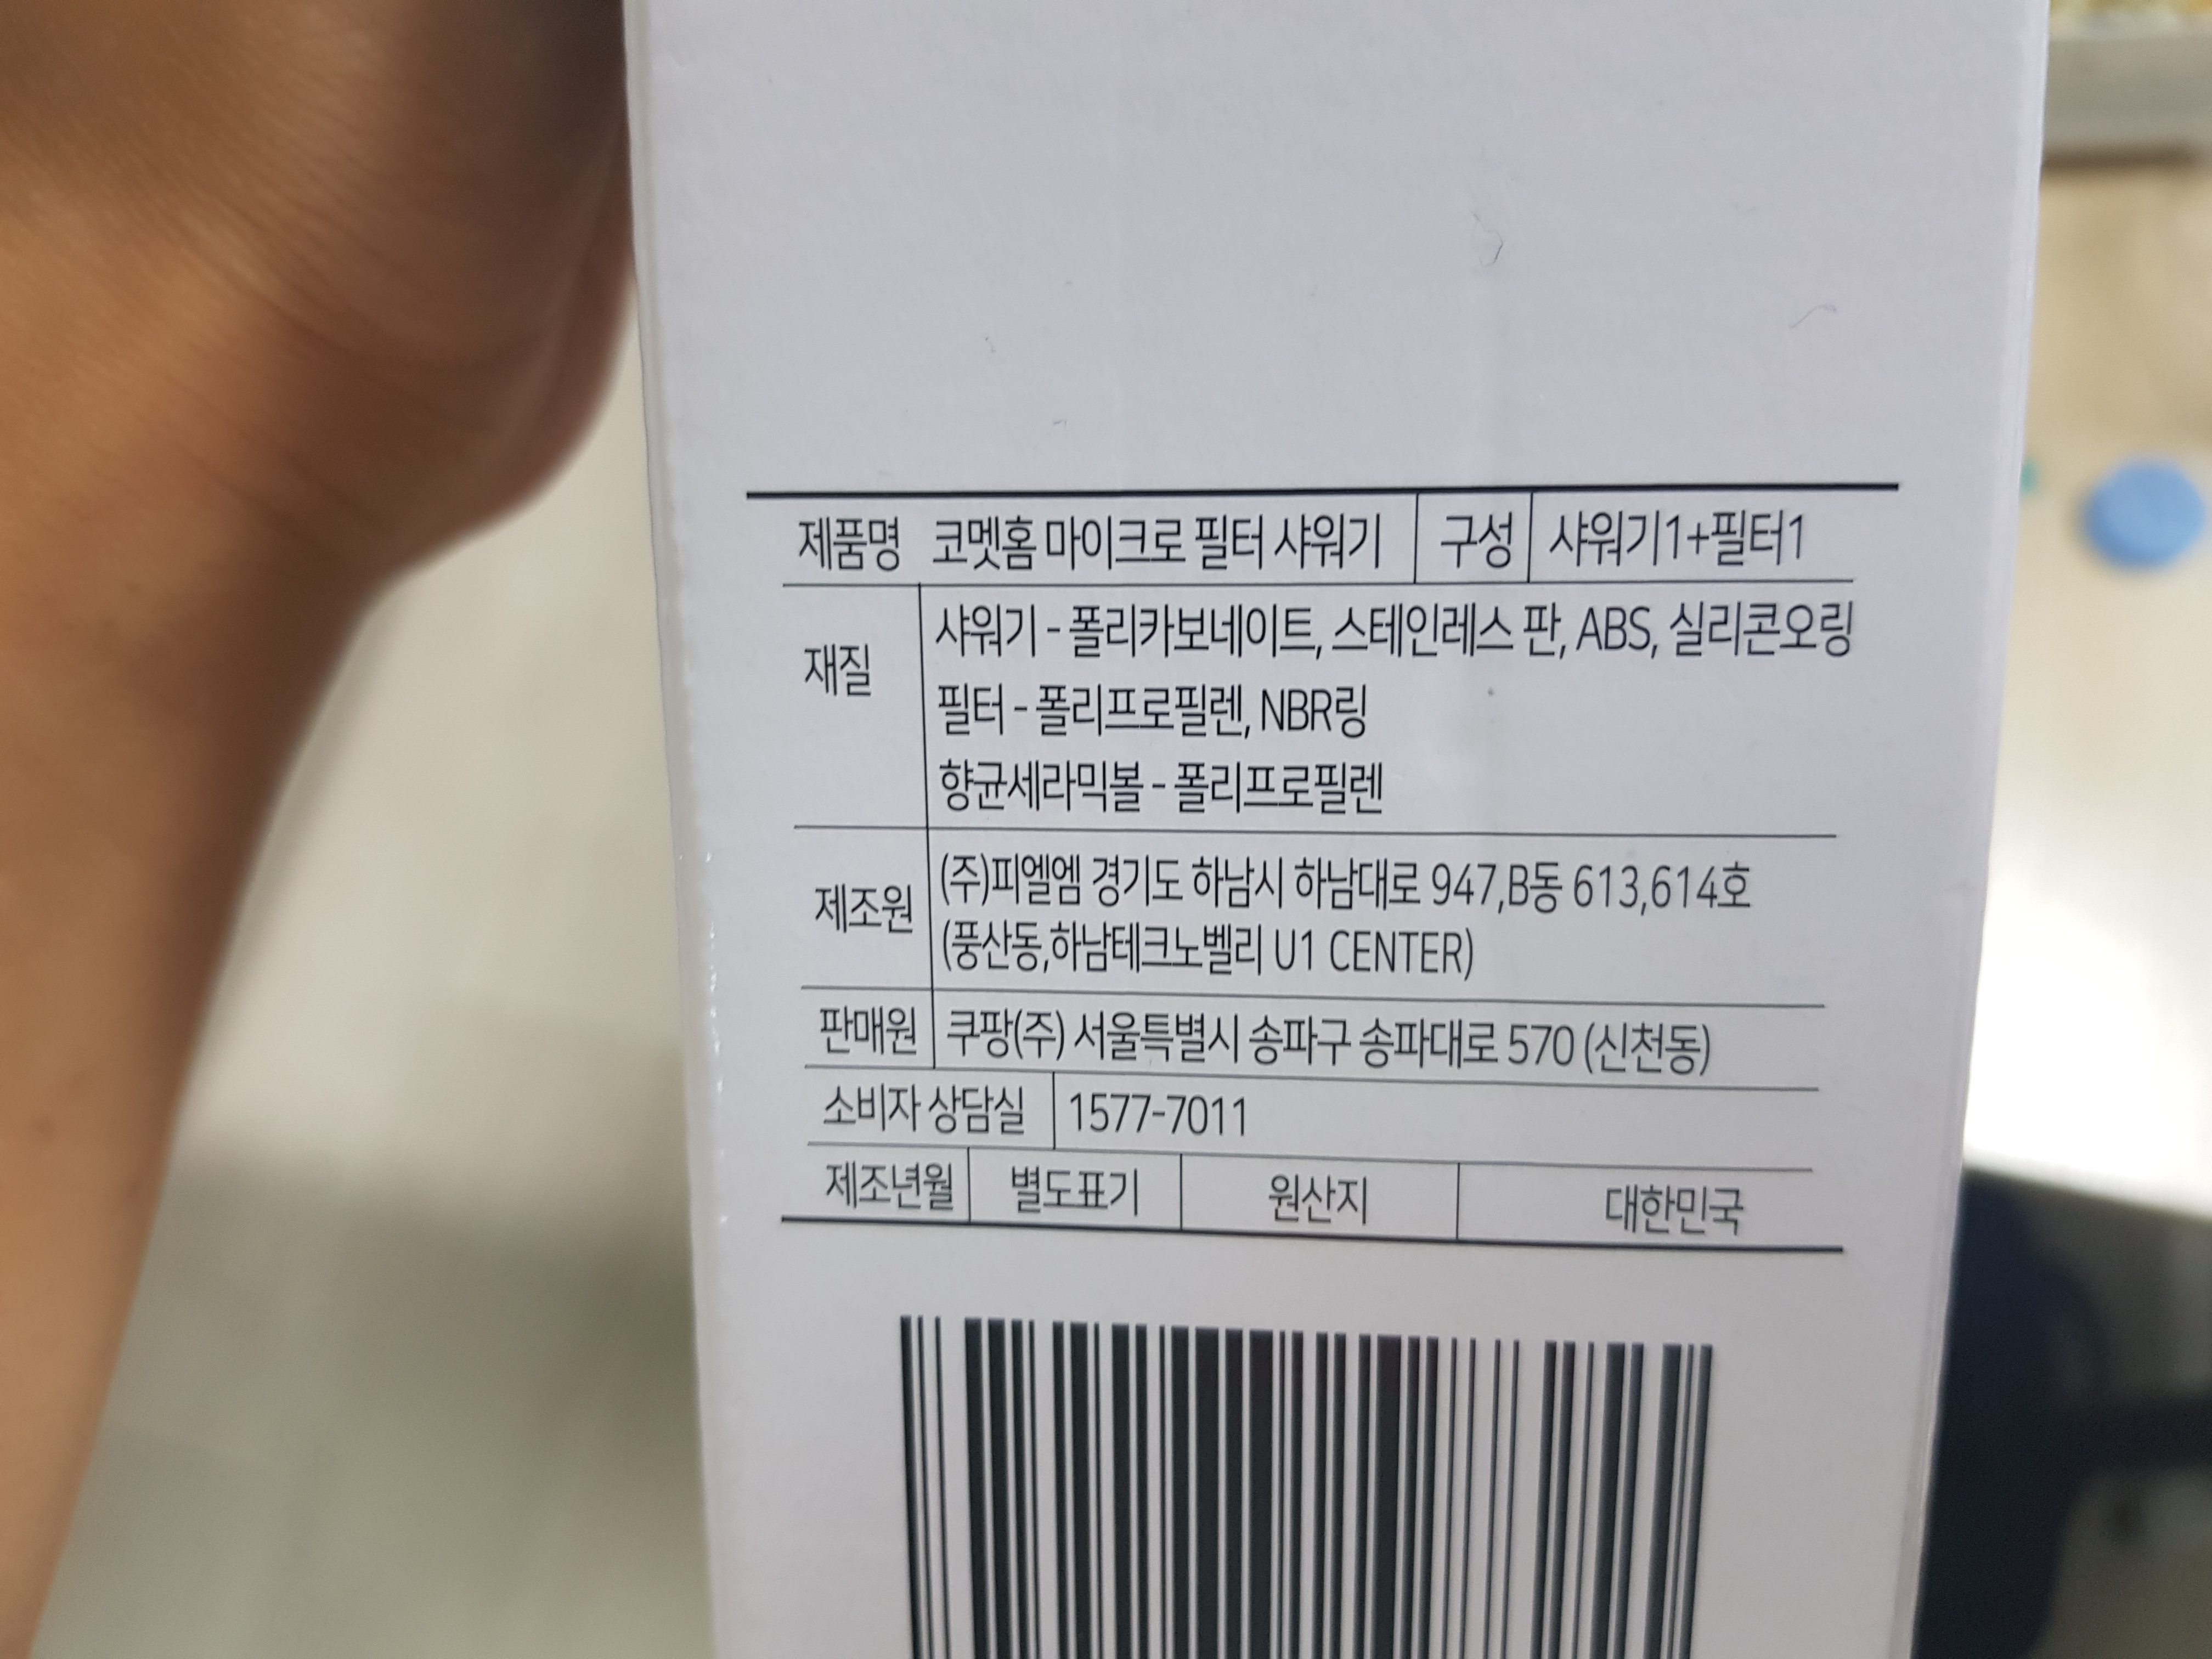 제품명 코멧홈 마이크로 필터 샤워기 구성 샤워기1+필터1
재질 샤워기 - 폴리카보네이트, 스테인레스 판, ABS, 실리콘오링
필터 - 폴리프로필렌, NBR링
향균세라믹볼 - 폴리프로필렌
제조원 (주)피엘엠 경기도 하남시 하남대로 947,B동 613,614호
(풍산동,하남테크노벨리 U1 CENTER)
판매원 쿠팡(주) 서울특별시 송파구 송파대로 570 (신천동)
소비자 상담실 1577-7011
제조년월 별도표기 원산지 대한민국